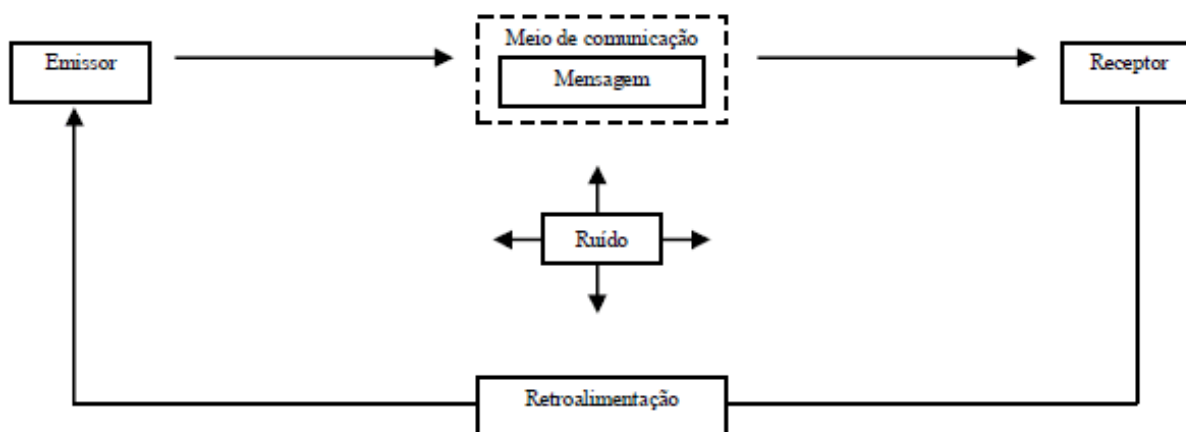 Meio de comunicação
Emissor
Mensagem
Receptor
Ruído
Retroalimentação